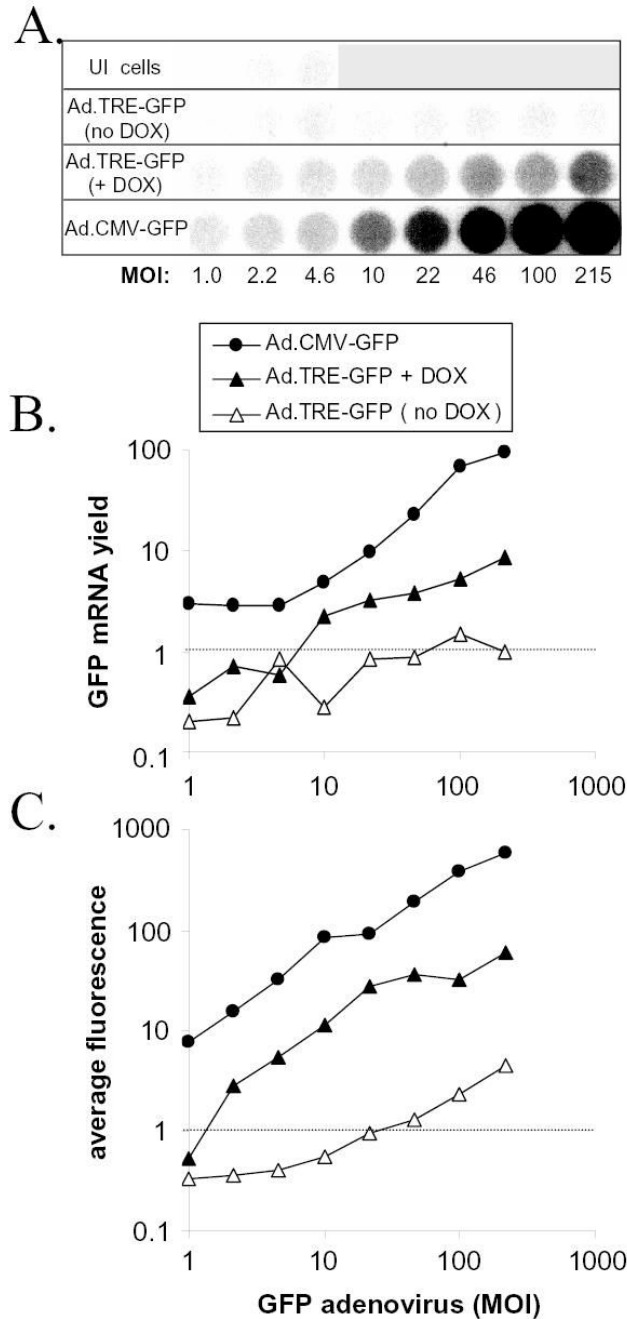 A.
UI cells
Ad.TRE-GFP
(no DOX)
Ad.TRE-GFP
(+ DOX)
Ad.CMV-GFP
MOI: 1.0 2.2 4.6 10 22 46 100 215
Ad.CMV-GFP
Ad.TRE-GFP + DOX
Ad.TRE-GFP ( no DOX )
B.
GFP mRNA yield
100
10
1
0.1
1 10 100 1000
C.
average fluorescence
1000
100
10
1
0.1
1 10 100 1000
GFP adenovirus (MOI)